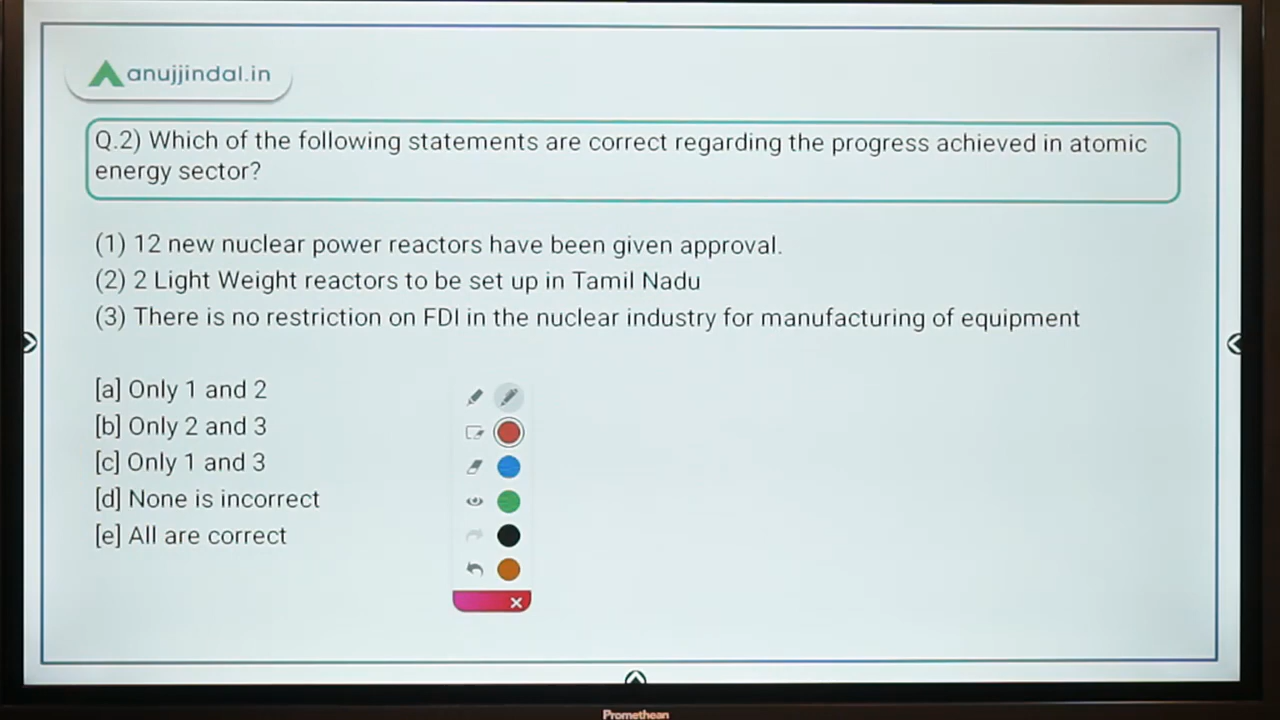 anujjindal.in
Q.2) Which of the following statements are correct regarding the progress achieved in atomic
energy sector?
(1) 12 new nuclear power reactors have been given approval.
(2) 2 Light Weight reactors to be set up in Tamil Nadu
(3) There is no restriction on FDI in the nuclear industry for manufacturing of equipment
[a] Only 1 and 2
[b] Only 2 and 3
[c] Only 1 and 3
[d] None is incorrect
[e] All are correct
Promethean